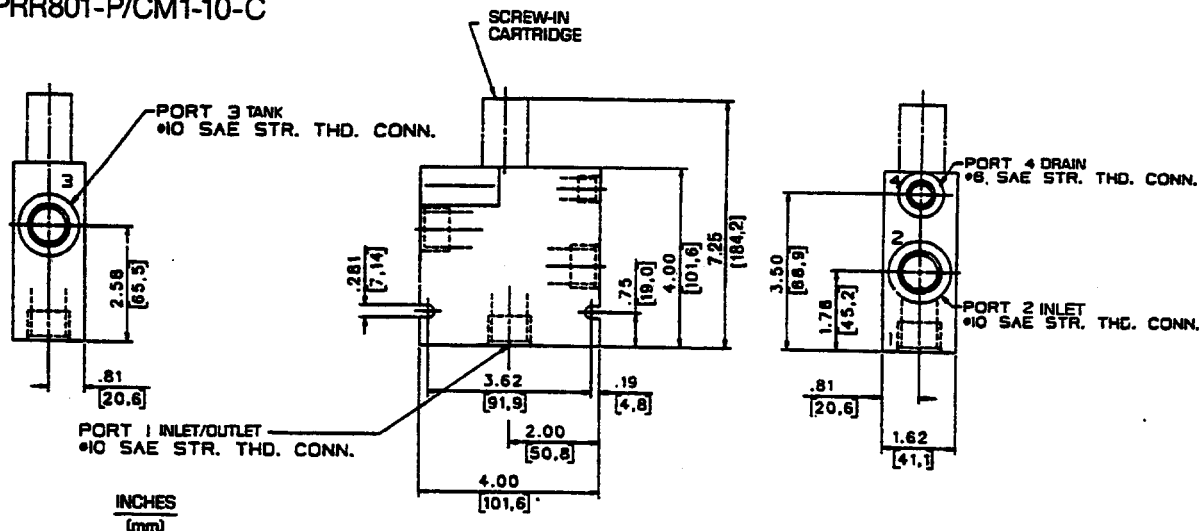 PRR801-P/CM1-10-C
SCREW-IN
CARTRIDGE
PORT 3 TANK
#10 SAE STR. THD. CONN.
3
2.58
[65,5]
.81
[20,6]
PORT 1 INLET/OUTLET
#10 SAE STR. THD. CONN.
INCHES
[mm]
.281
[7,14]
.75
[19,0]
4.00
[101,6]
7.25
[184,2]
3.62
[91,9]
.19
[4,8]
2.00
[50,8]
4.00
[101,6]
PORT 4 DRAIN
#6, SAE STR. THD. CONN.
4
2
1
3.50
[88,9]
1.78
[45,2]
PORT 2 INLET
#10 SAE STR. THD. CONN.
.81
[20,6]
1.62
[41,1]